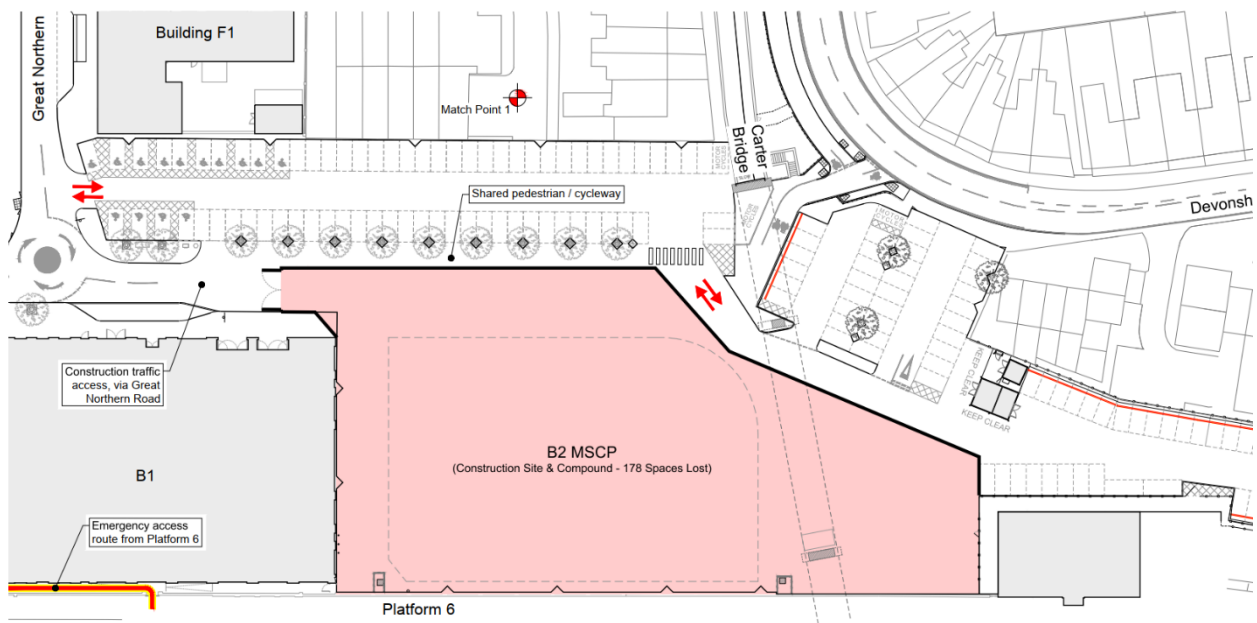 Great Northern
Building F1
Match Point 1
Carter
Bridge
Devonsh
Shared pedestrian / cycleway
KEEP CLEAR
KEEP CLEAR
Construction traffic
access, via Great
Northern Road
B2 MSCP
(Construction Site & Compound - 178 Spaces Lost)
B1
Emergency access
route from Platform 6
Platform 6